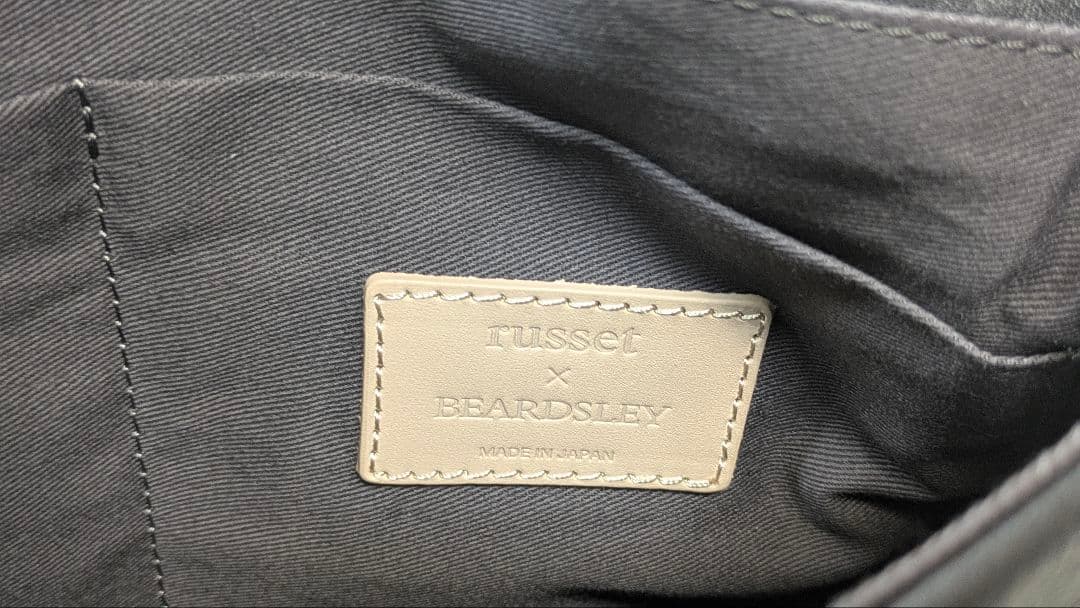 russet
×
BEARDSLEY
MADE IN JAPAN